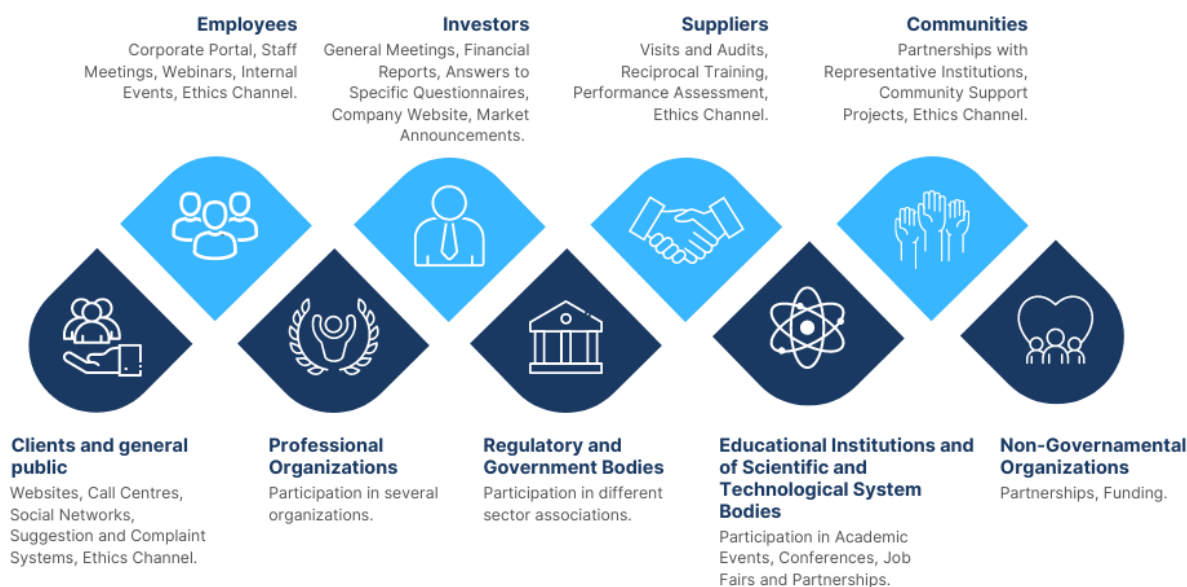 Employees
Corporate Portal, Staff
Meetings, Webinars, Internal
Events, Ethics Channel.
Investors
General Meetings, Financial
Reports, Answers to
Specific Questionnaires,
Company Website, Market
Announcements.
Suppliers
Visits and Audits,
Reciprocal Training,
Performance Assessment,
Ethics Channel.
Communities
Partnerships with
Representative Institutions,
Community Support
Projects, Ethics Channel.
Clients and general
public
Websites, Call Centres,
Social Networks,
Suggestion and Complaint
Systems, Ethics Channel.
Professional
Organizations
Participation in several
organizations.
Regulatory and
Government Bodies
Participation in different
sector associations.
Educational Institutions and
of Scientific and
Technological System
Bodies
Participation in Academic
Events, Conferences, Job
Fairs and Partnerships.
Non-Governamental
Organizations
Partnerships, Funding.